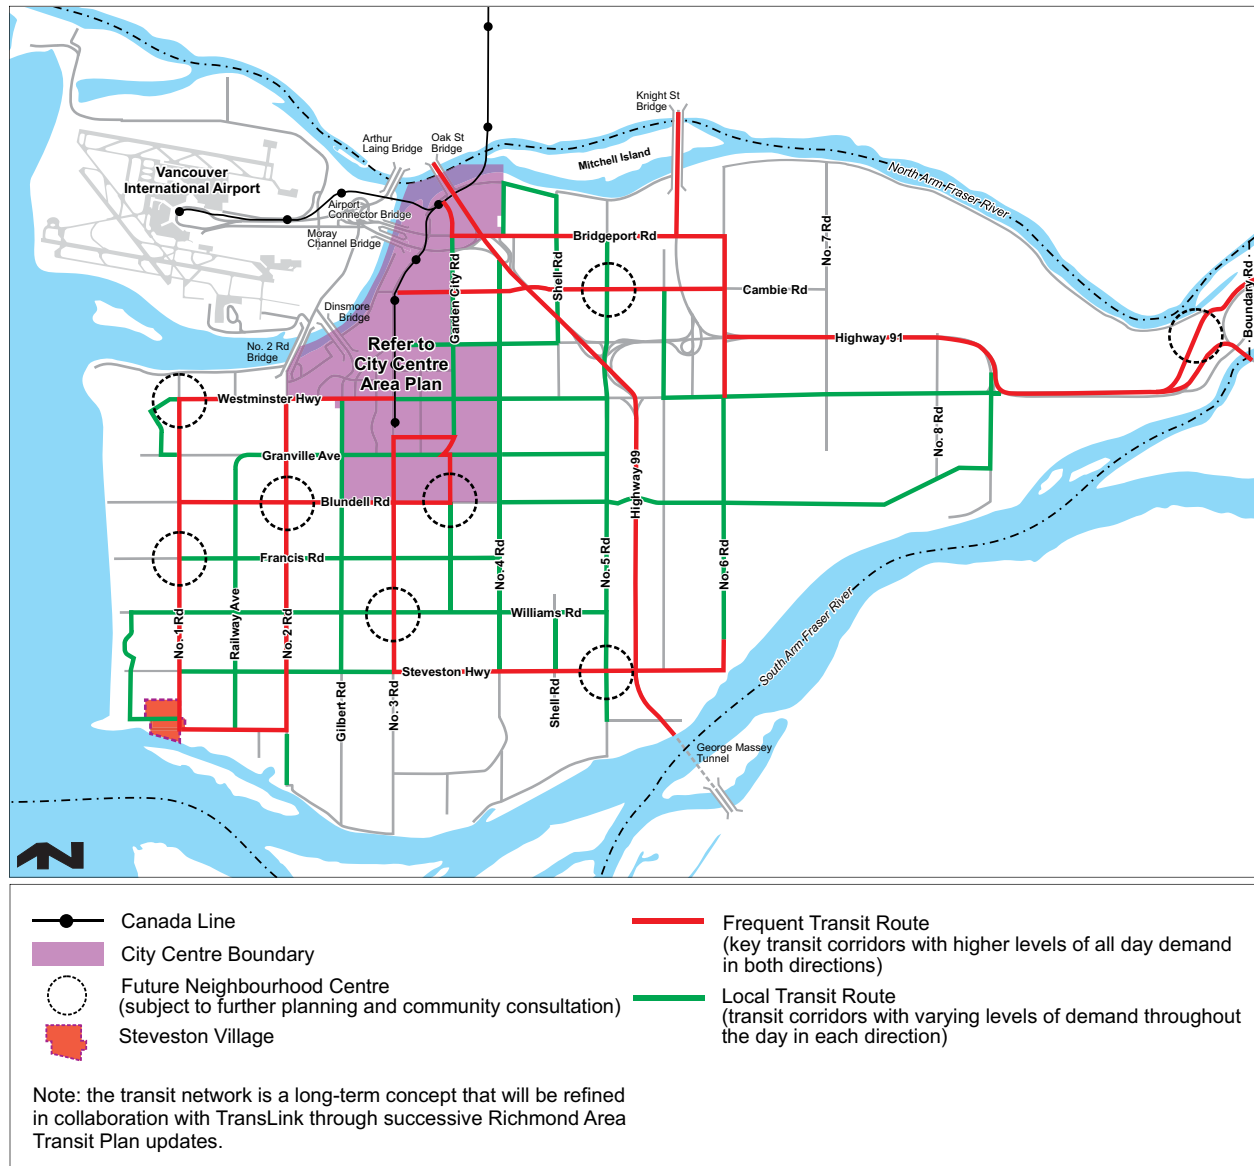 Knight St
Bridge
Arthur
Laing Bridge
Oak St
Bridge
Mitchell Island
Vancouver
International Airport
North Arm Fraser River
Airport
Connector Bridge
Moray
Channel Bridge
Bridgeport Rd
No. 7 Rd
Shell Rd
Garden City Rd
Cambie Rd
Boundary Rd
Dinsmore
Bridge
No. 2 Rd
Bridge
Refer to
City Centre
Area Plan
Highway 91
Westminster Hwy
No. 8 Rd
Granville Ave
Highway 99
Blundell Rd
Francis Rd
No. 4 Rd
No. 5 Rd
No. 6 Rd
Williams Rd
No. 1 Rd
Railway Ave
No. 2 Rd
South Arm Fraser River
Steveston Hwy
Gilbert Rd
No. 3 Rd
Shell Rd
George Massey
Tunnel
N
Canada Line
City Centre Boundary
Future Neighbourhood Centre
(subject to further planning and community consultation)
Steveston Village
Frequent Transit Route
(key transit corridors with higher levels of all day demand
in both directions)
Local Transit Route
(transit corridors with varying levels of demand throughout
the day in each direction)
Note: the transit network is a long-term concept that will be refined
in collaboration with TransLink through successive Richmond Area
Transit Plan updates.